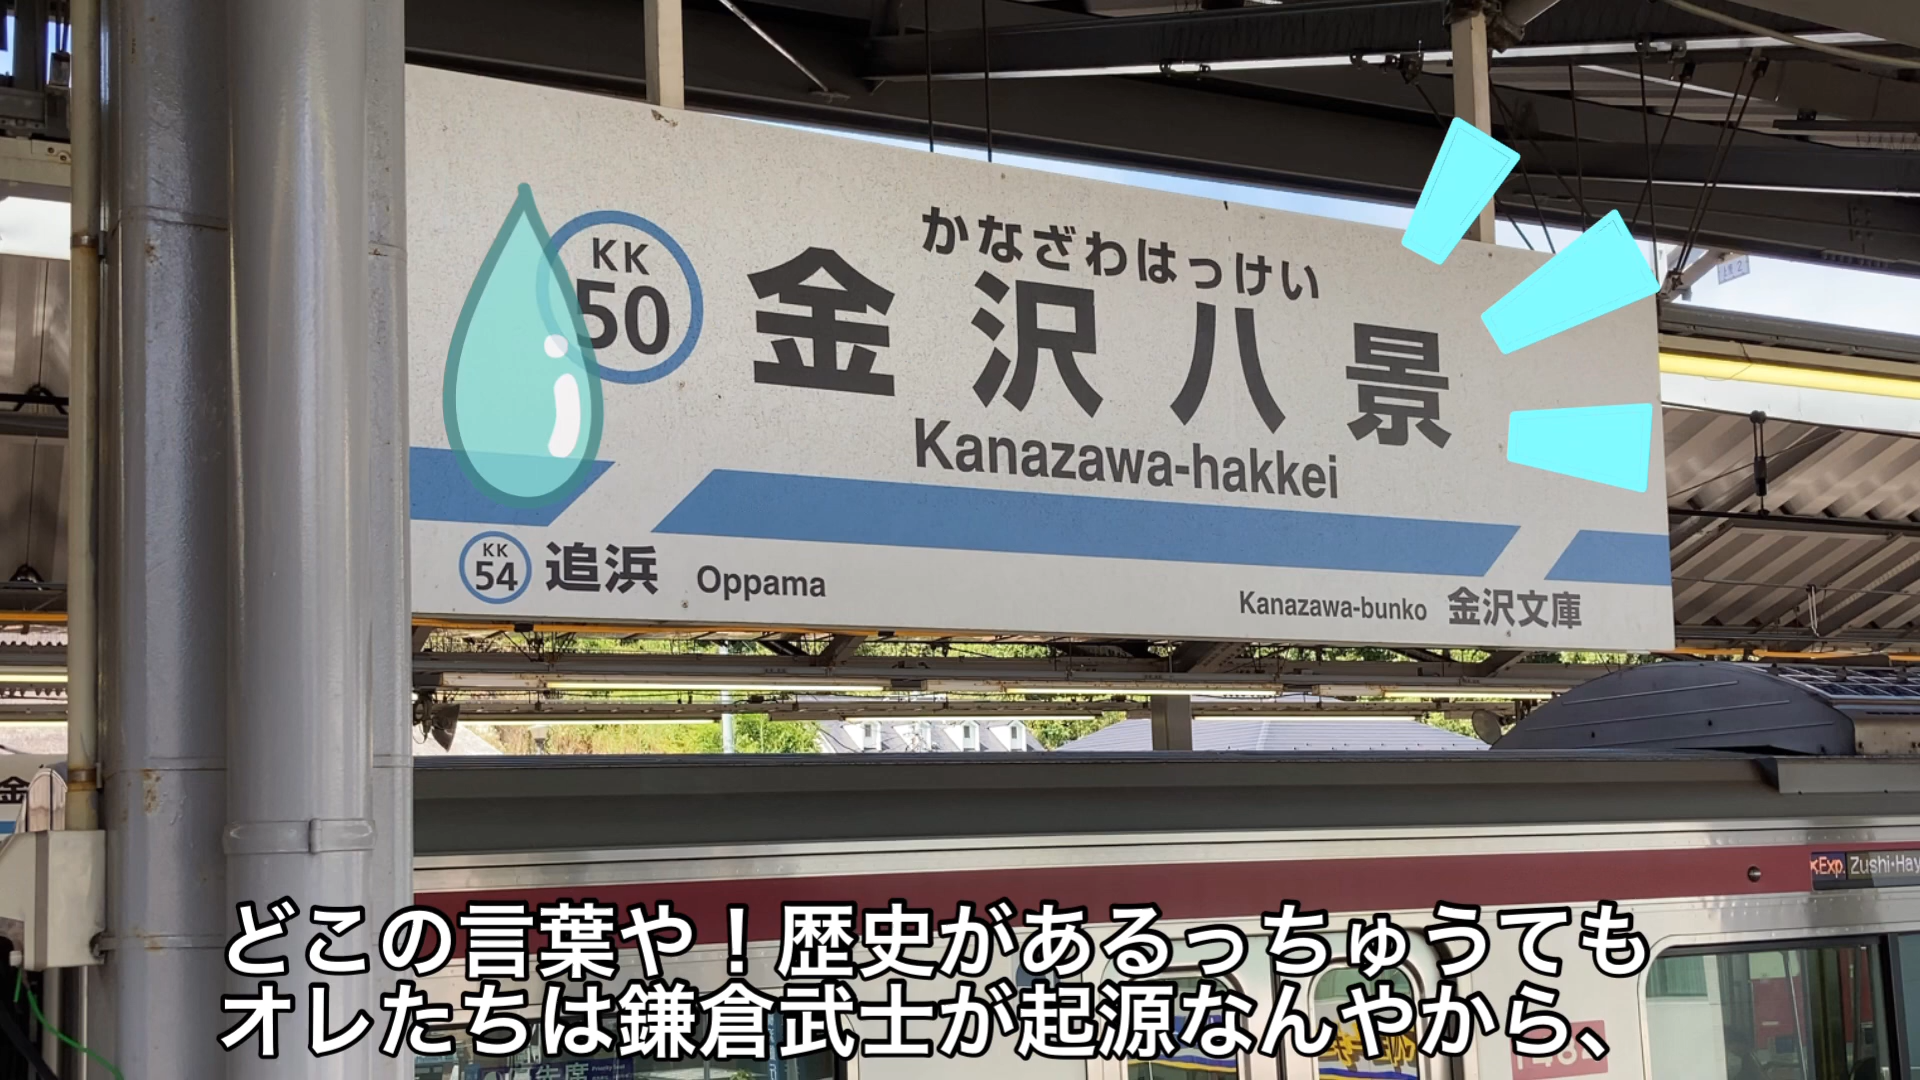 KK
50
かなざわはっけい
金沢八景
Kanazawa-hakkei
KK
54
追浜 Oppama
Kanazawa-bunko 金沢文庫
Exp. Zushi・Hay
どこの言葉や！歴史があるっちゅうても
オレたちは鎌倉武士が起源なんやから、